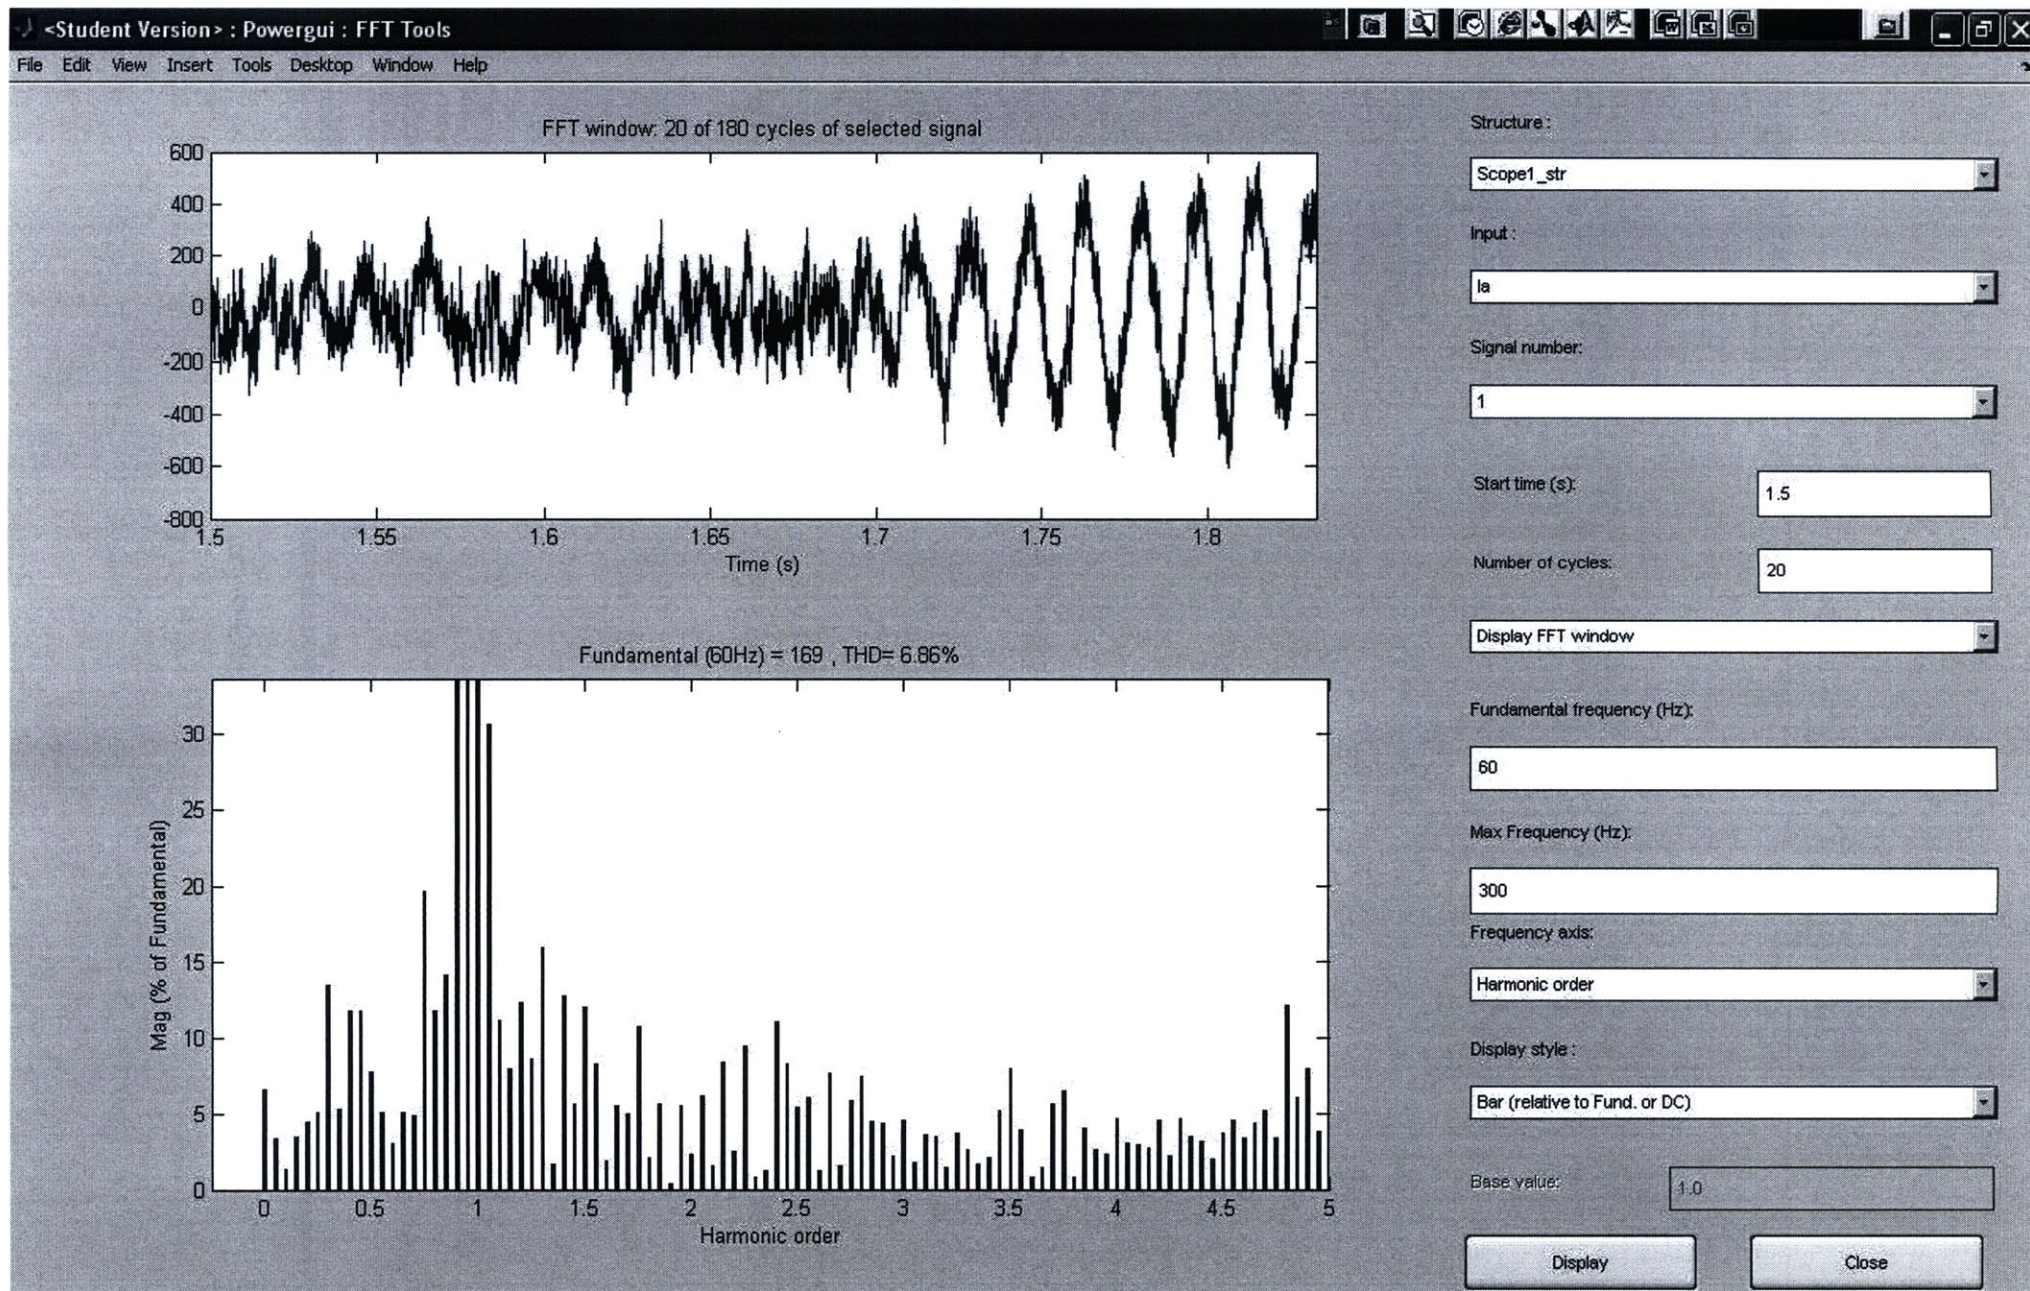 <Student Version> : Powergui : FFT Tools
File Edit View Insert Tools Desktop Window Help
FFT window: 20 of 180 cycles of selected signal
600
400
200
0
-200
-400
-600
-800
1.5 1.55 1.6 1.65 1.7 1.75 1.8
Time (s)
Fundamental (60Hz) = 169 , THD= 6.86%
30
25
20
15
10
5
0
Mag (% of Fundamental)
0 0.5 1 1.5 2 2.5 3 3.5 4 4.5 5
Harmonic order
Structure :
Scope1_str
Input :
Ia
Signal number:
1
Start time (s):
1.5
Number of cycles:
20
Display FFT window
Fundamental frequency (Hz):
60
Max Frequency (Hz):
300
Frequency axis:
Harmonic order
Display style :
Bar (relative to Fund. or DC)
Base value:
1.0
Display
Close